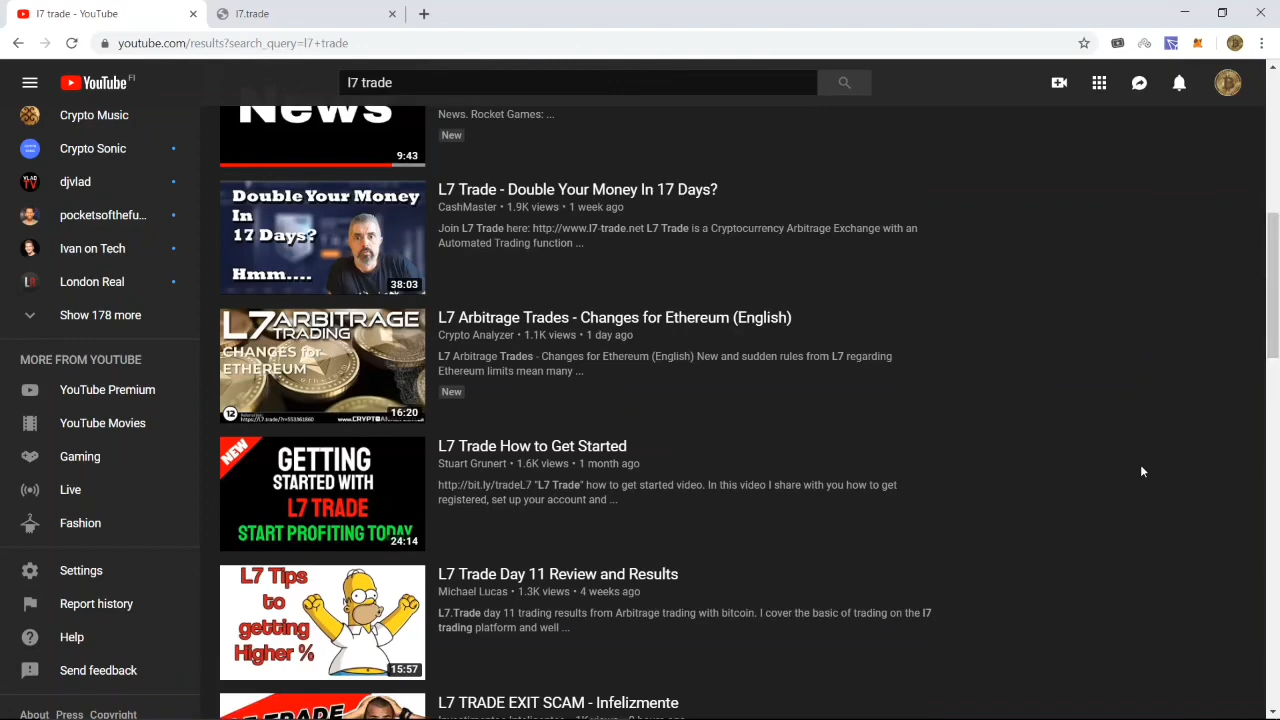 l7 trade - YouTube
l7.trade
youtube.com/results?search_query=l7+trade
YouTube FI
l7 trade
Crypto Music
Crypto Sonic
VLAD TV
djvlad
pocketsofthefu...
Ivan on Tech
LR
London Real
Show 178 more
MORE FROM YOUTUBE
YouTube Premium
YouTube Movies
Gaming
Live
Fashion
Settings
Report history
Help
Send feedback
About Press Copyright
News
9:43
News. Rocket Games: ...
New
Double Your Money
In
17 Days?
Hmm....
38:03
L7 Trade - Double Your Money In 17 Days?
CashMaster • 1.9K views • 1 week ago
Join L7 Trade here: http://www.l7-trade.net L7 Trade is a Cryptocurrency Arbitrage Exchange with an
Automated Trading function ...
L7 ARBITRAGE
TRADING
CHANGES for
ETHEREUM
12
16:20
L7 Arbitrage Trades - Changes for Ethereum (English)
Crypto Analyzer • 1.1K views • 1 day ago
L7 Arbitrage Trades - Changes for Ethereum (English) New and sudden rules from L7 regarding
Ethereum limits mean many ...
New
NEW
GETTING
STARTED WITH
L7 TRADE
START PROFITING TODAY
24:14
L7 Trade How to Get Started
Stuart Grunert • 1.6K views • 1 month ago
http://bit.ly/tradeL7 "L7 Trade" how to get started video. In this video I share with you how to get
registered, set up your account and ...
L7 Tips
to
getting
Higher %
15:57
L7 Trade Day 11 Review and Results
Michael Lucas • 1.3K views • 4 weeks ago
L7.Trade day 11 trading results from Arbitrage trading with bitcoin. I cover the basic of trading on the l7
trading platform and well ...
L7 TRADE
L7 TRADE EXIT SCAM - Infelizmente